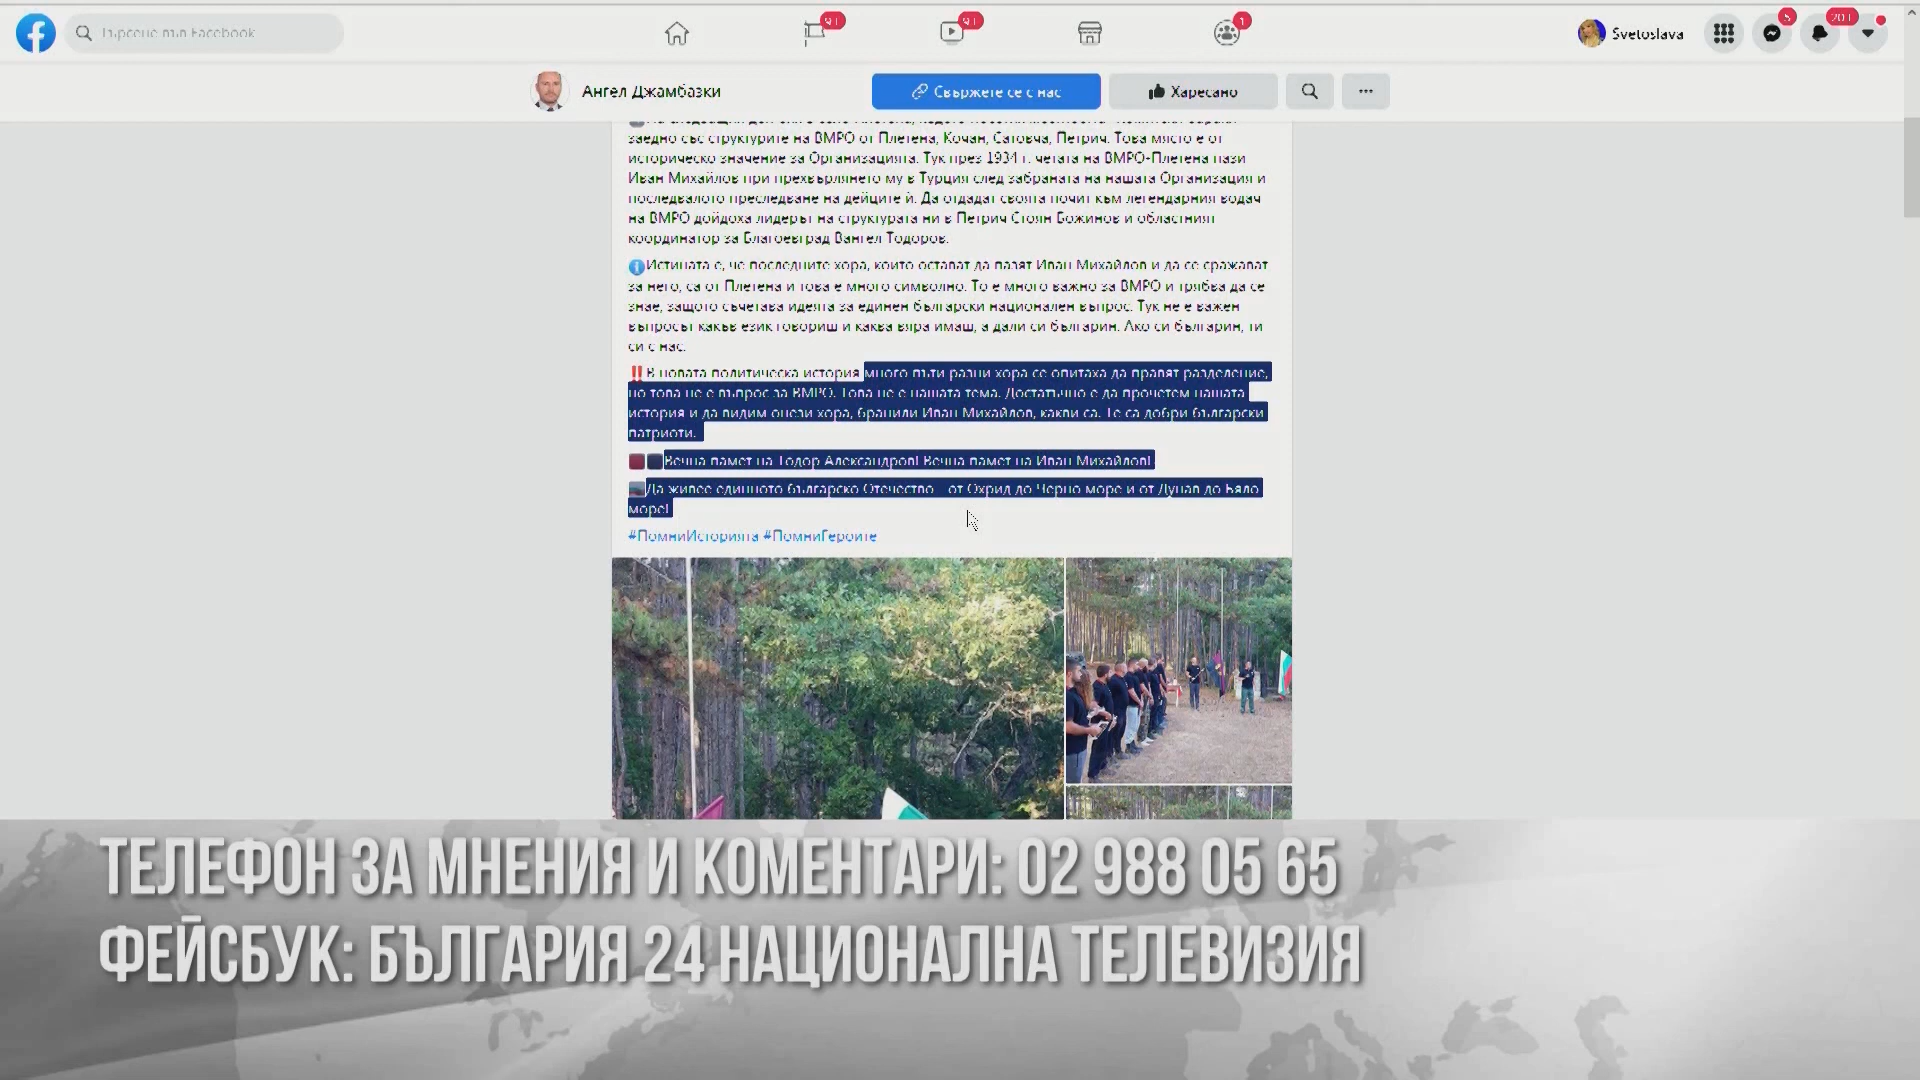 Търсене във Facebook
9+
9+
1
Svetoslava
5
20+
Ангел Джамбазки
Свържете се с нас
Харесано
заедно със структурите на ВМРО от Плетена, Кочан, Сатовча, Петрич. Това място е от
историческо значение за Организацията. Тук през 1934 г. четата на ВМРО-Плетена пази
Иван Михайлов при прехвърлянето му в Турция след забраната на нашата Организация и
последвалото преследване на дейците ѝ. Да отдадат своята почит към легендарния водач
на ВМРО дойдоха лидерът на структурата ни в Петрич Стоян Божинов и областният
координатор за Благоевград Вангел Тодоров.
Истината е, че последните хора, които остават да пазят Иван Михайлов и да се сражават
за него, са от Плетена и това е много символно. То е много важно за ВМРО и трябва да се
знае, защото съчетава идеята за единен български национален въпрос. Тук не е важен
въпросът какъв език говориш и каква вяра имаш, а дали си българин. Ако си българин, ти
си с нас.
‼️В новата политическа история много пъти разни хора се опитаха да правят разделение,
но това не е въпрос за ВМРО. Това не е нашата тема. Достатъчно е да прочетем нашата
история и да видим онези хора, бранили Иван Михайлов, какви са. Те са добри български
патриоти.
Вечна памет на Тодор Александров! Вечна памет на Иван Михайлов!
Да живее единното българско Отечество - от Охрид до Черно море и от Дунав до Бяло
море!
#ПомниИсторията #ПомниГероите
ТЕЛЕФОН ЗА МНЕНИЯ И КОМЕНТАРИ: 02 988 05 65
ФЕЙСБУК: БЪЛГАРИЯ 24 НАЦИОНАЛНА ТЕЛЕВИЗИЯ